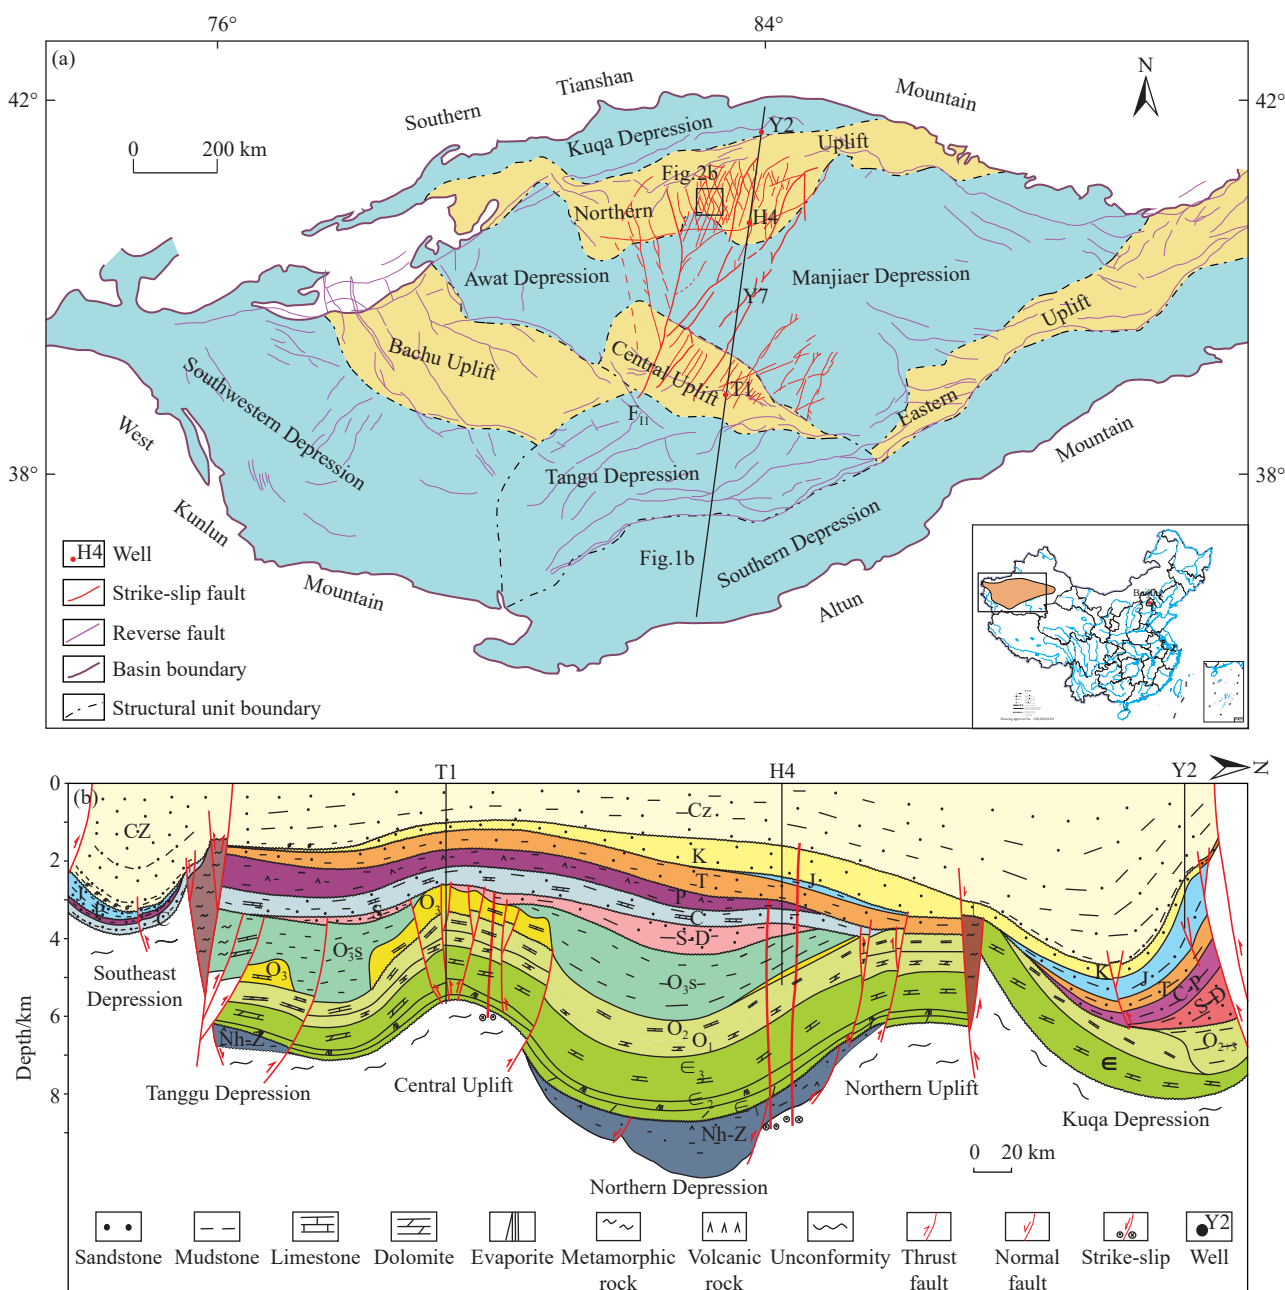 76°
84°
(a)
N
42°
42°
Southern
Tianshan
Mountain
0
200 km
Kuqa Depression
Y2
Uplift
Fig.2b
Northern
H4
Awat Depression
Manjiaer Depression
Y7
Uplift
Bachu Uplift
Central Uplift
T1
Eastern
F11
Southwestern Depression
West
Tangu Depression
Mountain
38°
38°
Kunlun
Southern Depression
Fig.1b
Mountain
Altun
H4 Well
Strike-slip fault
Reverse fault
Basin boundary
Structural unit boundary
T1
H4
Y2
N
0
(b)
CZ
Cz
K
T
J
P
C
S-D
O3
S
O3s
O3
O3s
O2
O1
∈3
∈2
∈
Nh-Z
Nh-Z
T
P
C
K
J
T
C-P
S-D
O2+3
∈
2
4
6
8
Depth/km
Southeast
Depression
Tanggu Depression
Central Uplift
Northern Uplift
Kuqa Depression
Northern Depression
0 20 km
Y2
Sandstone Mudstone Limestone Dolomite Evaporite Metamorphic rock Volcanic rock Unconformity Thrust fault Normal fault Strike-slip Well